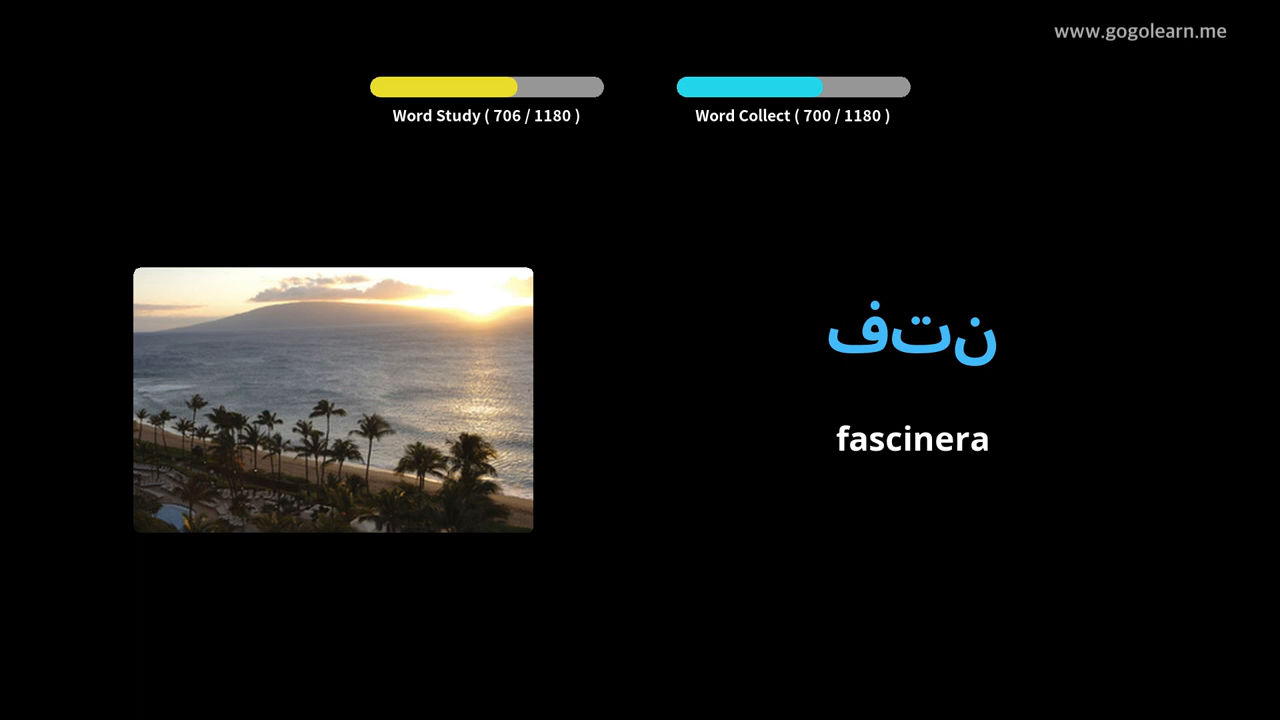 www.gogolearn.me
Word Study ( 706 / 1180 )
Word Collect ( 700 / 1180 )
فتن
fascinera